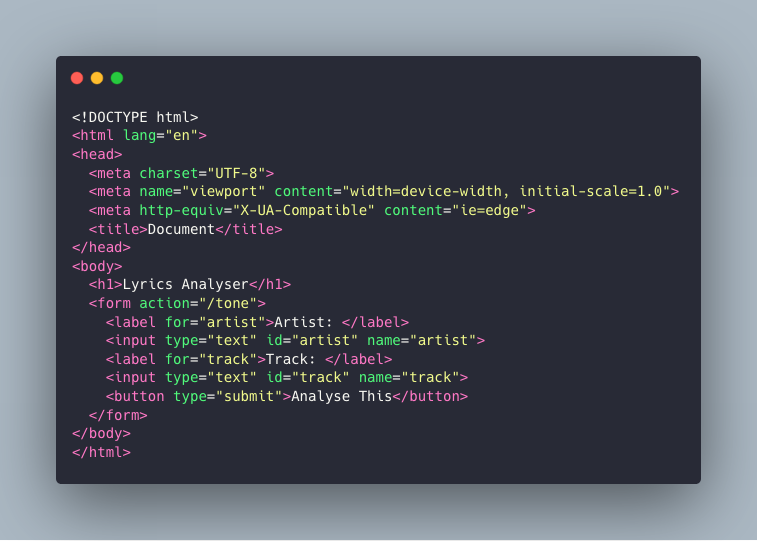 <!DOCTYPE html>
<html lang="en">
<head>
  <meta charset="UTF-8">
  <meta name="viewport" content="width=device-width, initial-scale=1.0">
  <meta http-equiv="X-UA-Compatible" content="ie=edge">
  <title>Document</title>
</head>
<body>
  <h1>Lyrics Analyser</h1>
  <form action="/tone">
    <label for="artist">Artist: </label>
    <input type="text" id="artist" name="artist">
    <label for="track">Track: </label>
    <input type="text" id="track" name="track">
    <button type="submit">Analyse This</button>
  </form>
</body>
</html>